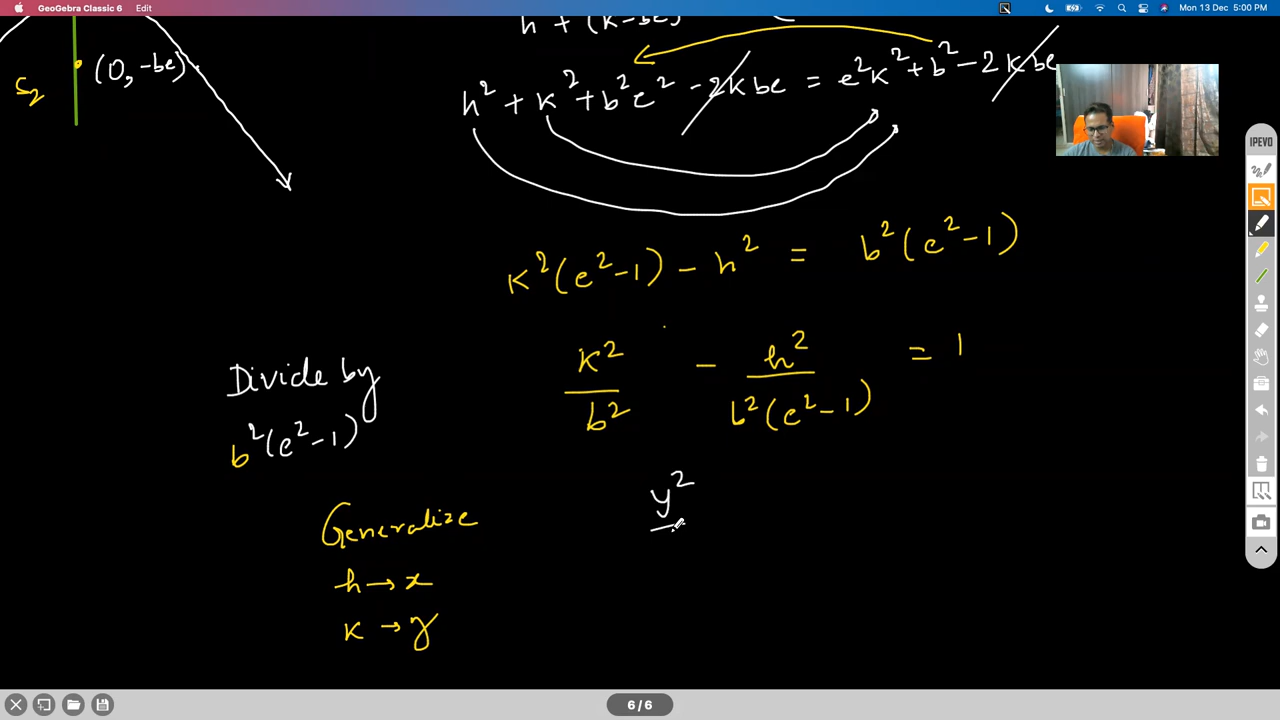 GeoGebra Classic 6 Edit Mon 13 Dec 5:00 PM
S₂ (0, -be)
h² + k² + b²e² - 2kbe = e²k² + b² - 2kbe
k²(e²-1) - h² = b²(e²-1)
Divide by
b²(e²-1)
k²/b² - h²/b²(e²-1) = 1
Generalize
h → x
k → y
y²
IPEVO
6/6